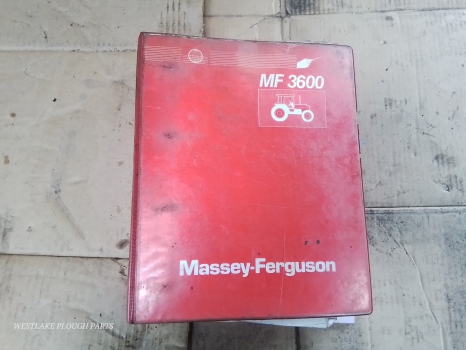 MF 3600
Massey-Ferguson
WESTLAKE PLOUGH PARTS